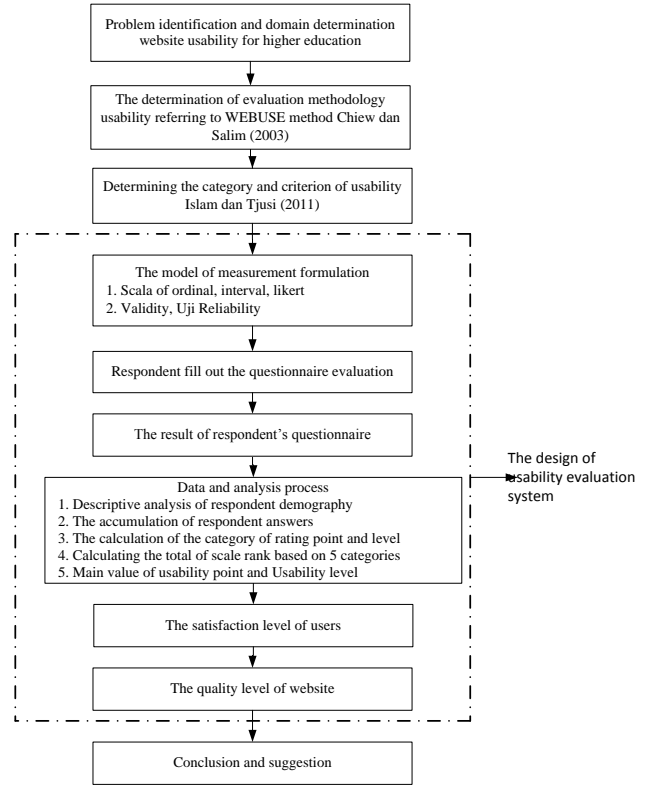 Problem identification and domain determination
website usability for higher education
The determination of evaluation methodology
usability referring to WEBUSE method Chiew dan
Salim (2003)
Determining the category and criterion of usability
Islam dan Tjusi (2011)
The model of measurement formulation
1. Scala of ordinal, interval, likert
2. Validity, Uji Reliability
Respondent fill out the questionnaire evaluation
The result of respondent’s questionnaire
Data and analysis process
1. Descriptive analysis of respondent demography
2. The accumulation of respondent answers
3. The calculation of the category of rating point and level
4. Calculating the total of scale rank based on 5 categories
5. Main value of usability point and Usability level
The design of
usability evaluation
system
The satisfaction level of users
The quality level of website
Conclusion and suggestion